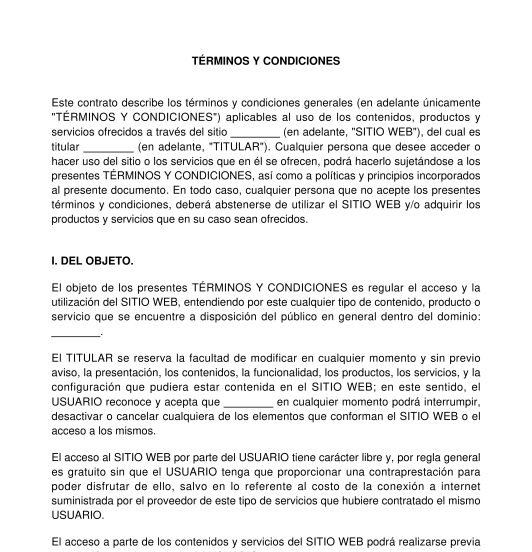 TÉRMINOS Y CONDICIONES
Este contrato describe los términos y condiciones generales (en adelante únicamente
"TÉRMINOS Y CONDICIONES") aplicables al uso de los contenidos, productos y
servicios ofrecidos a través del sitio ________ (en adelante, "SITIO WEB"), del cual es
titular ________ (en adelante, "TITULAR"). Cualquier persona que desee acceder o
hacer uso del sitio o los servicios que en él se ofrecen, podrá hacerlo sujetándose a los
presentes TÉRMINOS Y CONDICIONES, así como a políticas y principios incorporados
al presente documento. En todo caso, cualquier persona que no acepte los presentes
términos y condiciones, deberá abstenerse de utilizar el SITIO WEB y/o adquirir los
productos y servicios que en su caso sean ofrecidos.
I. DEL OBJETO.
El objeto de los presentes TÉRMINOS Y CONDICIONES es regular el acceso y la
utilización del SITIO WEB, entendiendo por este cualquier tipo de contenido, producto o
servicio que se encuentre a disposición del público en general dentro del dominio:
________.
El TITULAR se reserva la facultad de modificar en cualquier momento y sin previo
aviso, la presentación, los contenidos, la funcionalidad, los productos, los servicios, y la
configuración que pudiera estar contenida en el SITIO WEB; en este sentido, el
USUARIO reconoce y acepta que ________ en cualquier momento podrá interrumpir,
desactivar o cancelar cualquiera de los elementos que conforman el SITIO WEB o el
acceso a los mismos.
El acceso al SITIO WEB por parte del USUARIO tiene carácter libre y, por regla general
es gratuito sin que el USUARIO tenga que proporcionar una contraprestación para
poder disfrutar de ello, salvo en lo referente al costo de la conexión a internet
suministrada por el proveedor de este tipo de servicios que hubiere contratado el mismo
USUARIO.
El acceso a parte de los contenidos y servicios del SITIO WEB podrá realizarse previa